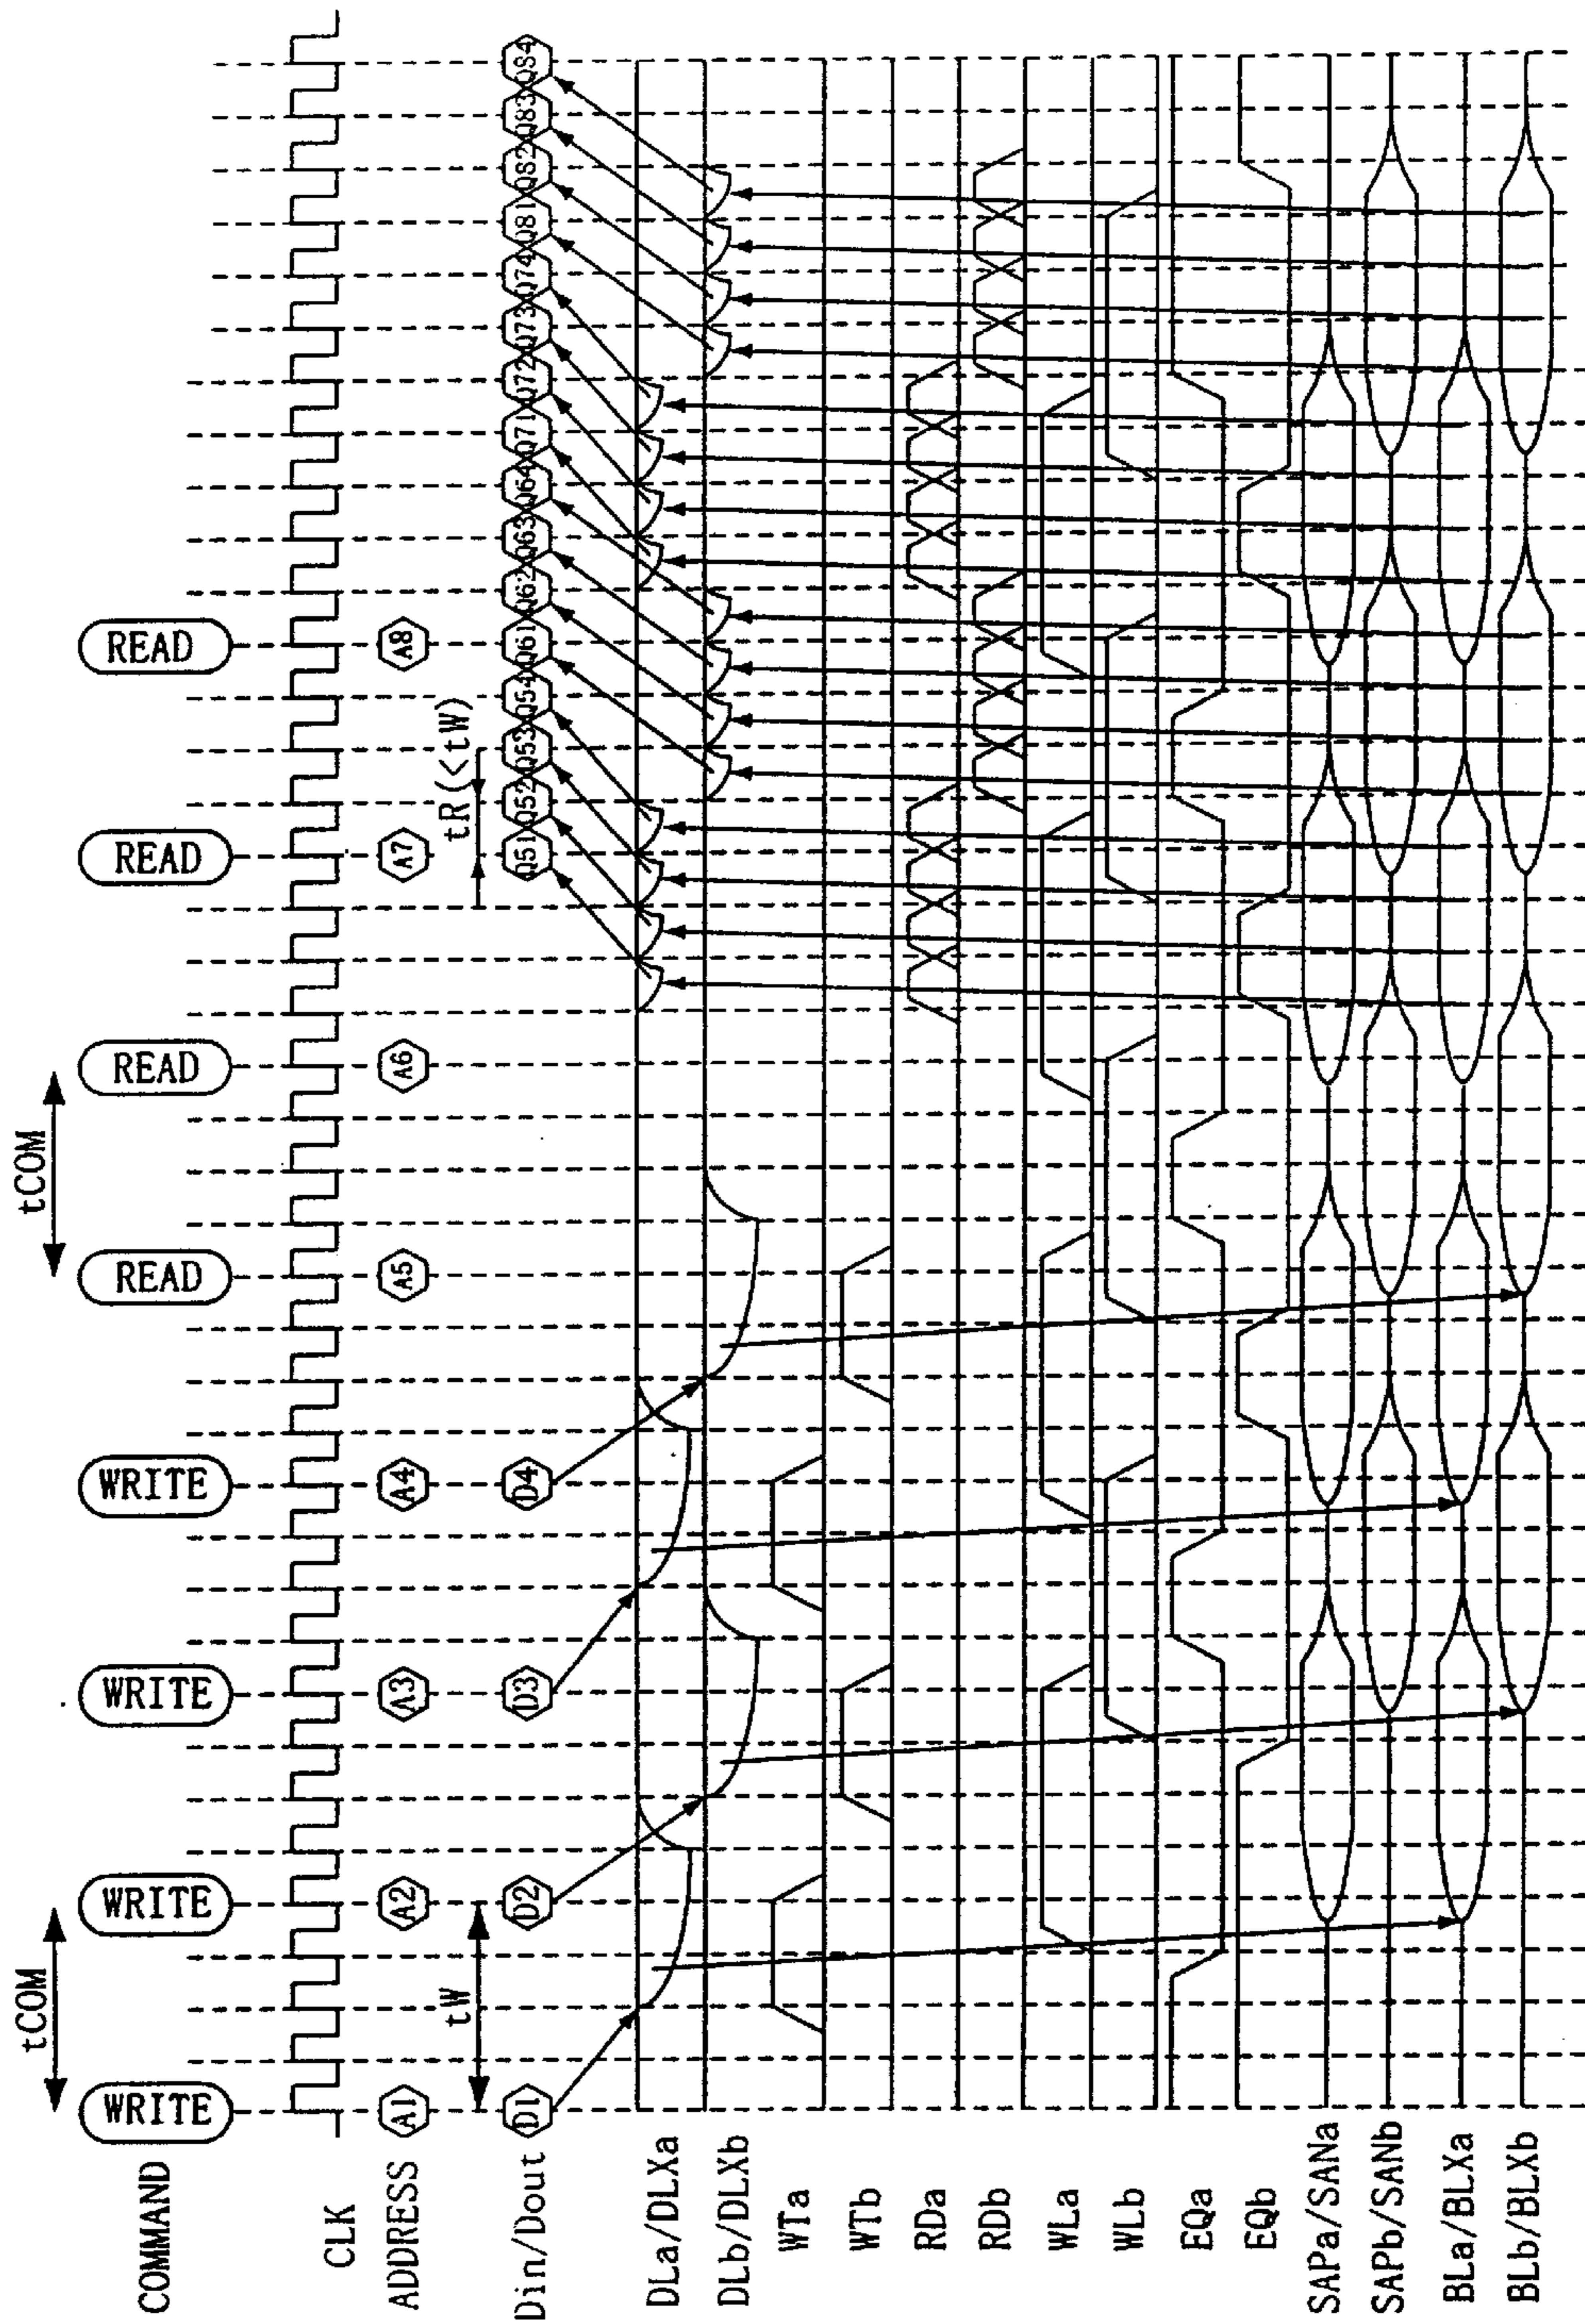 tCOM tCOM
COMMAND WRITE WRITE WRITE WRITE READ READ READ READ
CLK
ADDRESS A1 A2 A3 A4 A5 A6 A7 A8
tW tR(<tW)
Din/Dout D1 D2 D3 D4 Q51 Q52 Q53 Q54 Q61 Q62 Q63 Q64 Q71 Q72 Q73 Q74 Q81 Q82 Q83 Q84
DLa/DLXa
DLb/DLXb
WTa
WTb
RDa
RDb
WLa
WLb
EQa
EQb
SAPa/SANa
SAPb/SANb
BLa/BLXa
BLb/BLXb